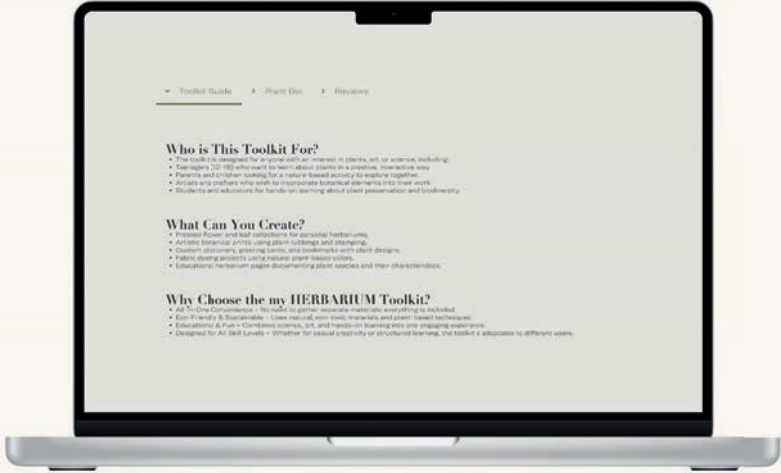 Toolkit Guide Plant Bio Reviews
Who is This Toolkit For?
• The toolkit is designed for anyone with an interest in plants, art, or science, including:
• Teenagers (12-18) who want to learn about plants in a creative, interactive way.
• Parents and children looking for a nature-based activity to explore together.
• Artists and crafters who wish to incorporate botanical elements into their work
• Students and educators for hands-on learning about plant preservation and biodiversity.
What Can You Create?
• Pressed flower and leaf collections for personal herbariums.
• Artistic botanical prints using plant rubbings and stamping.
• Custom stationery, greeting cards, and bookmarks with plant designs.
• Fabric dyeing projects using natural plant-based colors.
• Educational herbarium pages documenting plant species and their characteristics.
Why Choose the my HERBARIUM Toolkit?
• All-in-One Convenience – No need to gather separate materials; everything is included.
• Eco-Friendly & Sustainable – Uses natural, non-toxic materials and plant-based techniques.
• Educational & Fun – Combines science, art, and hands-on learning into one engaging experience.
• Designed for All Skill Levels – Whether for casual creativity or structured learning, the toolkit is adaptable to different users.